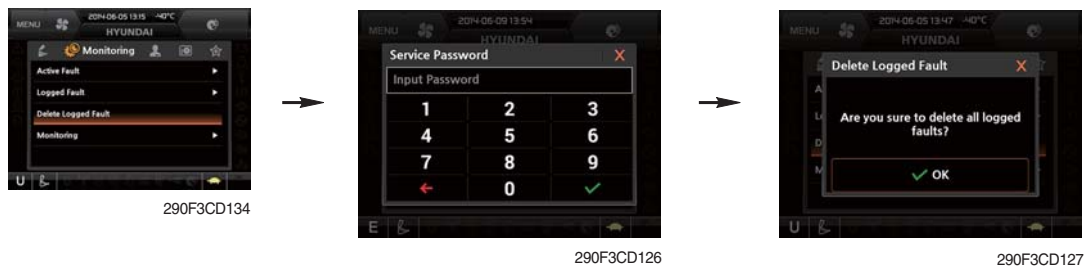 MENU
2014-06-05 13:15 -40°C
HYUNDAI
Monitoring
Active Fault
Logged Fault
Delete Logged Fault
Monitoring
U
290F3CD134
MENU
2014-06-09 13:54
HYUNDAI
Service Password X
Input Password
1 2 3
4 5 6
7 8 9
0
E
290F3CD126
MENU
2014-06-05 13:47 -40°C
HYUNDAI
Delete Logged Fault X
Are you sure to delete all logged
faults?
OK
U
290F3CD127